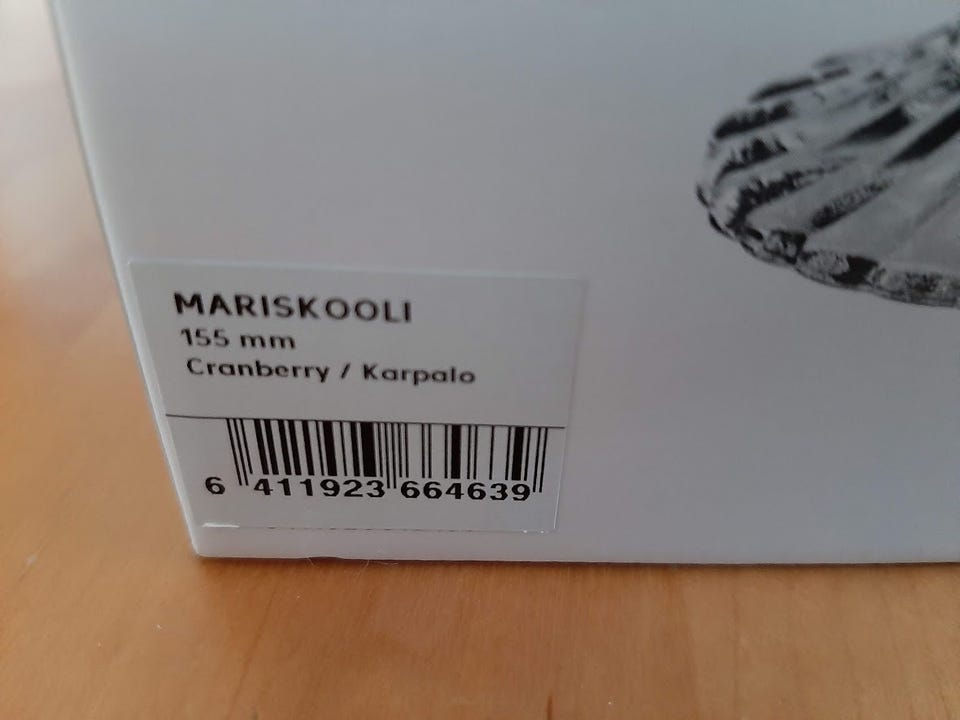 MARISKOOLI
155 mm
Cranberry / Karpalo
6 411923 664639